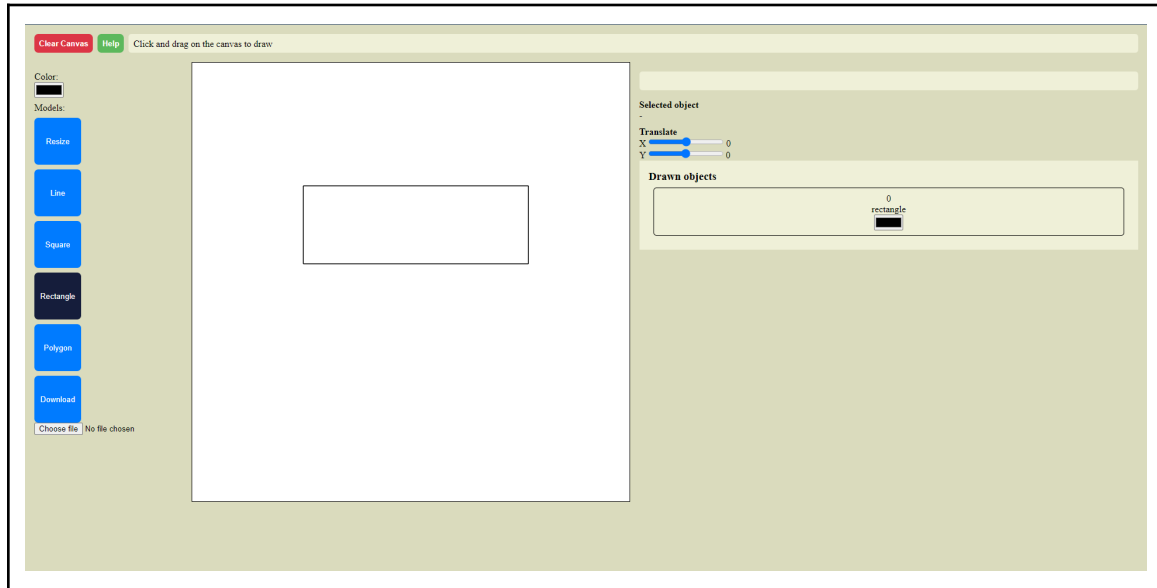 Clear Canvas Help Click and drag on the canvas to draw
Color:
Models:
Resize
Line
Square
Rectangle
Polygon
Download
Choose file No file chosen
Selected object
-
Translate
X 0
Y 0
Drawn objects
0
rectangle